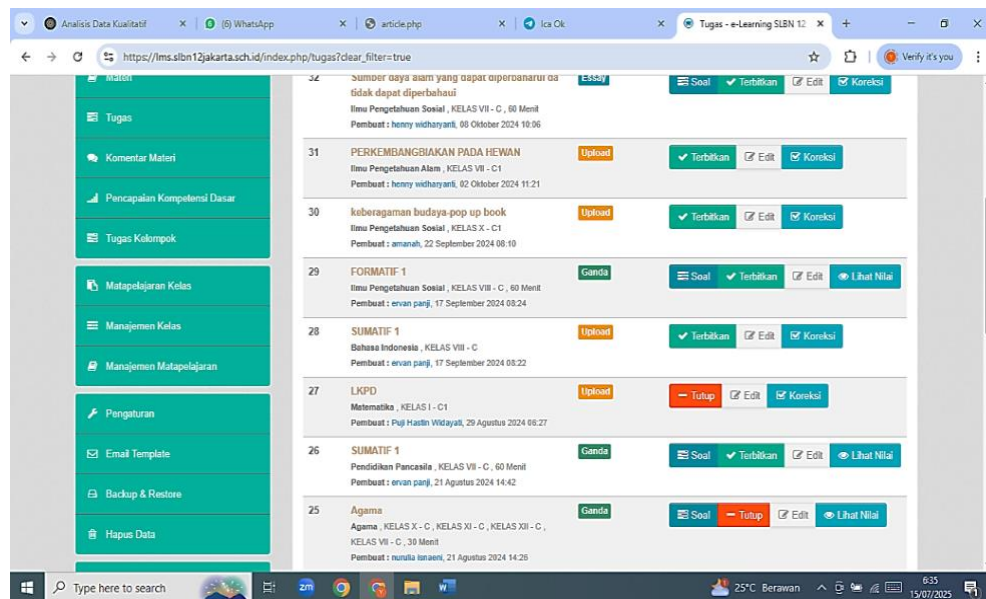 Analisis Data Kualitatif
(6) WhatsApp
article.php
Ica Ok
Tugas - e-Learning SLBN 12
https://lms.slbn12jakarta.sch.id/index.php/tugas?clear_filter=true
Verify it's you
Materi
Tugas
Komentar Materi
Pencapaian Kompetensi Dasar
Tugas Kelompok
Matapelajaran Kelas
Manajemen Kelas
Manajemen Matapelajaran
Pengaturan
Email Template
Backup & Restore
Hapus Data
32 Sumber daya alam yang dapat diperbaharui da Essay Soal Terbitkan Edit Koreksi
tidak dapat diperbahaui
Ilmu Pengetahuan Sosial , KELAS VII - C , 60 Menit
Pembuat : henny widharyanti, 08 Oktober 2024 10:06
31 PERKEMBANGBIAKAN PADA HEWAN Upload Terbitkan Edit Koreksi
Ilmu Pengetahuan Alam , KELAS VII - C1
Pembuat : henny widharyanti, 02 Oktober 2024 11:21
30 keberagaman budaya-pop up book Upload Terbitkan Edit Koreksi
Ilmu Pengetahuan Sosial , KELAS X - C1
Pembuat : amanah, 22 September 2024 08:10
29 FORMATIF 1 Ganda Soal Terbitkan Edit Lihat Nilai
Ilmu Pengetahuan Sosial , KELAS VIII - C , 60 Menit
Pembuat : ervan panji, 17 September 2024 08:24
28 SUMATIF 1 Upload Terbitkan Edit Koreksi
Bahasa Indonesia , KELAS VIII - C
Pembuat : ervan panji, 17 September 2024 08:22
27 LKPD Upload Tutup Edit Koreksi
Matematika , KELAS I - C1
Pembuat : Puji Hastin Widayati, 29 Agustus 2024 06:27
26 SUMATIF 1 Ganda Soal Terbitkan Edit Lihat Nilai
Pendidikan Pancasila , KELAS VII - C , 60 Menit
Pembuat : ervan panji, 21 Agustus 2024 14:42
25 Agama Ganda Soal Tutup Edit Lihat Nilai
Agama , KELAS X - C , KELAS XI - C , KELAS XII - C ,
KELAS VII - C , 30 Menit
Pembuat : nurulia isnaeni, 21 Agustus 2024 14:26
Type here to search
zm
25°C Berawan
6:35
15/07/2025